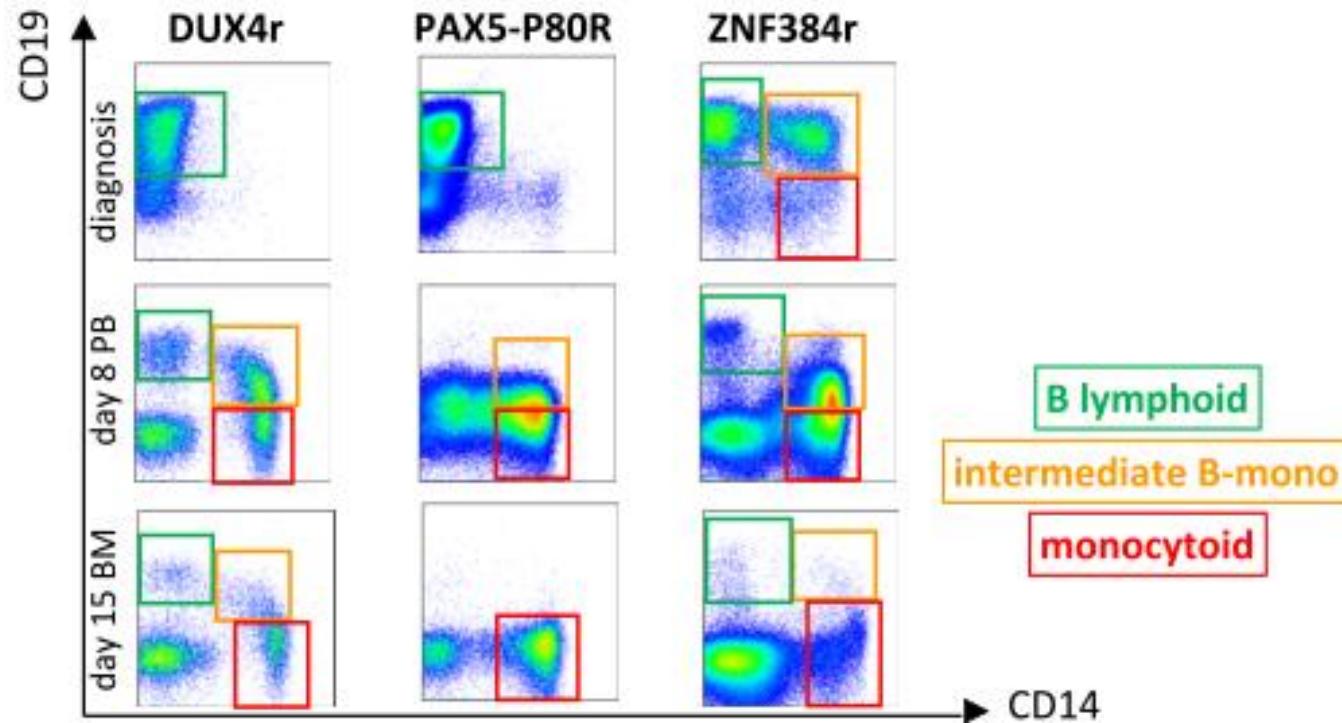 CD19
DUX4r PAX5-P80R ZNF384r
diagnosis
day 8 PB
day 15 BM
B lymphoid
intermediate B-mono
monocytoid
CD14